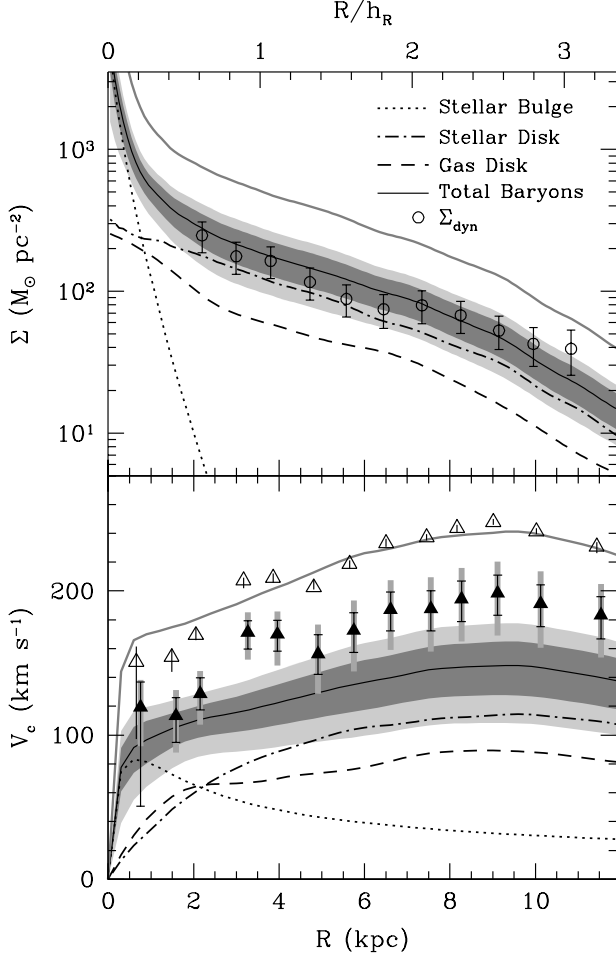 R/h_R
0 1 2 3
Stellar Bulge
Stellar Disk
Gas Disk
Total Baryons
Σ_dyn
10³
10²
10¹
Σ (M_⊙ pc⁻²)
200
100
0
V_c (km s⁻¹)
0 2 4 6 8 10
R (kpc)